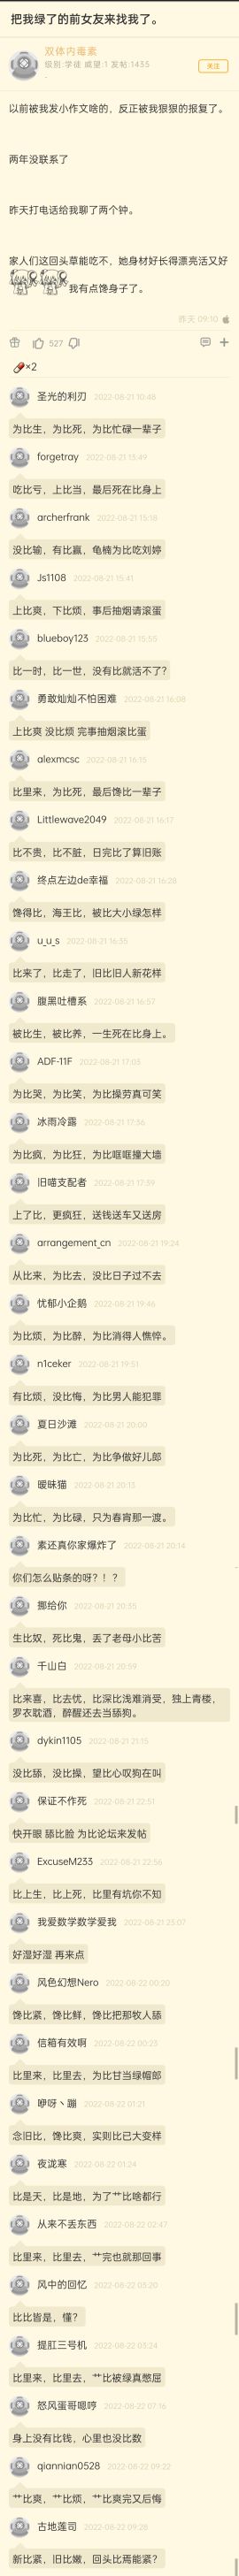 把我绿了的前女友来找我了。
双体内毒素
级别:学徒 威望:1 发帖:1435
关注
以前被我发小作文啥的，反正被我狠狠的报复了。
两年没联系了
昨天打电话给我聊了两个钟。
家人们这回头草能吃不，她身材好长得漂亮活又好
我有点馋身子了。
昨天 09:10
527
×2
圣光的利刃 2022-08-21 10:48
为比生，为比死，为比忙碌一辈子
forgetray 2022-08-21 15:49
吃比亏，上比当，最后死在比身上
archerfrank 2022-08-21 15:18
没比输，有比赢，龟楠为比吃刘婷
Js1108 2022-08-21 15:41
上比爽，下比烦，事后抽烟请滚蛋
blueboy123 2022-08-21 15:55
比一时，比一世，没有比就活不了？
勇敢灿灿不怕困难 2022-08-21 16:08
上比爽 没比烦 完事抽烟滚比蛋
alexmcsc 2022-08-21 16:15
比里来，为比死，最后馋比一辈子
Littlewave2049 2022-08-21 16:17
比不贵，比不脏，日完比了算旧账
终点左边de幸福 2022-08-21 16:28
馋得比，海王比，被比大小绿怎样
u_u_s 2022-08-21 16:35
比来了，比走了，旧比旧人新花样
腹黑吐槽系 2022-08-21 16:57
被比生，被比养，一生死在比身上。
ADF-11F 2022-08-21 17:03
为比哭，为比笑，为比操劳真可笑
冰雨冷露 2022-08-21 17:36
为比疯，为比狂，为比哐哐撞大墙
旧喵支配者 2022-08-21 17:39
上了比，更疯狂，送钱送车又送房
arrangement_cn 2022-08-21 19:24
从比来，为比去，没比日子过不去
忧郁小企鹅 2022-08-21 19:46
为比烦，为比醉，为比消得人憔悴。
n1ceker 2022-08-21 19:51
有比烦，没比悔，为比男人能犯罪
夏日沙滩 2022-08-21 20:00
为比死，为比亡，为比争做好儿郎
暧昧猫 2022-08-21 20:13
为比忙，为比碌，只为春宵那一渡。
素还真你家爆炸了 2022-08-21 20:14
你们怎么贴条的呀？！？
挪给你 2022-08-21 20:35
生比奴，死比鬼，丢了老母小比苦
千山白 2022-08-21 20:59
比来喜，比去忧，比深比浅难消受，独上青楼，
罗衣耽酒，醉醒还去当舔狗。
dykin1105 2022-08-21 21:15
没比舔，没比操，望比心叹狗在叫
保证不作死 2022-08-21 22:51
快开眼 舔比脸 为比论坛来发帖
ExcuseM233 2022-08-21 22:56
比上生，比上死，比里有坑你不知
我爱数学数学爱我 2022-08-21 23:07
好湿好湿 再来点
风色幻想Nero 2022-08-22 00:20
馋比紧，馋比鲜，馋比把那牧人舔
信箱有效啊 2022-08-22 00:23
比里来，比里去，为比甘当绿帽郎
咿呀丶蹦 2022-08-22 01:21
念旧比，馋比爽，实则比已大变样
夜泷寒 2022-08-22 01:24
比是天，比是地，为了艹比啥都行
从来不丢东西 2022-08-22 02:47
比里来，比里去，艹完也就那回事
风中的回忆 2022-08-22 03:20
比比皆是，懂？
提肛三号机 2022-08-22 03:24
比里来，比里去，艹比被绿真憋屈
怒风蛋哥嗯哼 2022-08-22 07:16
身上没有比钱，心里也没比数
qiannian0528 2022-08-22 09:22
艹比爽，艹比烦，艹比爽完又后悔
古地莲司 2022-08-22 09:28
新比紧，旧比嫩，回头比焉能紧？